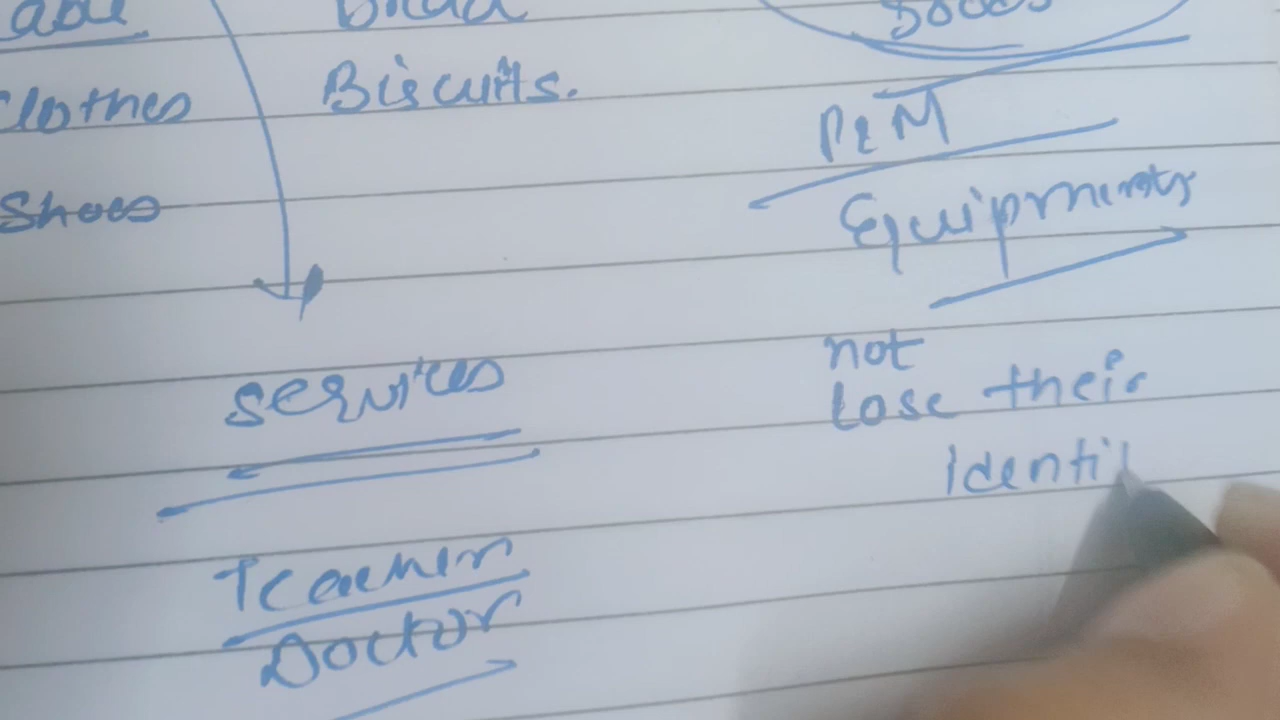 Clothes
Shoes
Biscuits.
services
Teacher
Doctor
P&M
Equipments
not
lose their
identi